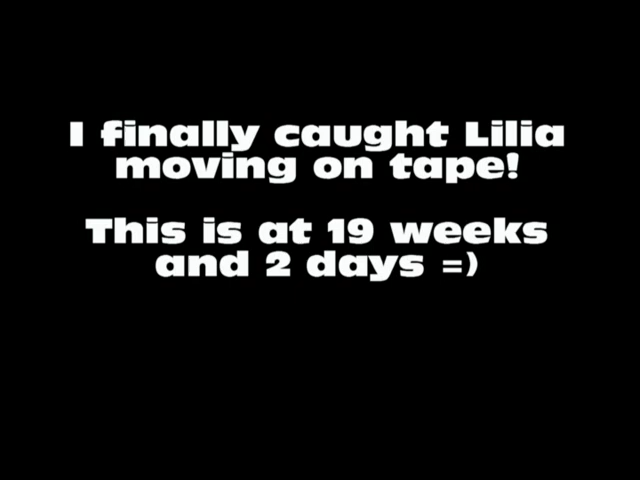 I finally caught Lilia
moving on tape!
This is at 19 weeks
and 2 days =)